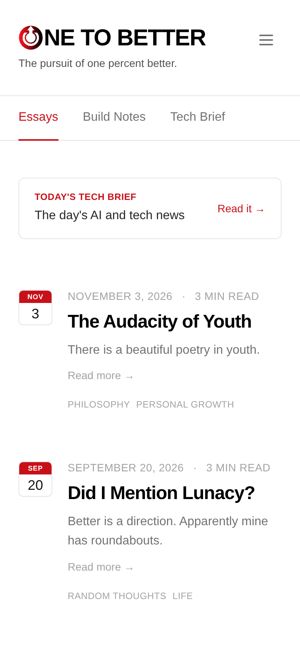 ONE TO BETTER
The pursuit of one percent better.
Essays
Build Notes
Tech Brief
TODAY'S TECH BRIEF
The day's AI and tech news
Read it →
NOV
3
NOVEMBER 3, 2026 · 3 MIN READ
The Audacity of Youth
There is a beautiful poetry in youth.
Read more →
PHILOSOPHY PERSONAL GROWTH
SEP
20
SEPTEMBER 20, 2026 · 3 MIN READ
Did I Mention Lunacy?
Better is a direction. Apparently mine
has roundabouts.
Read more →
RANDOM THOUGHTS LIFE